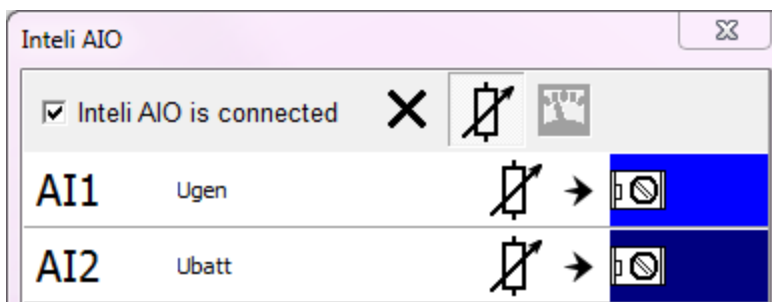 Inteli AIO
Inteli AIO is connected
AI1 Ugen
AI2 Ubatt